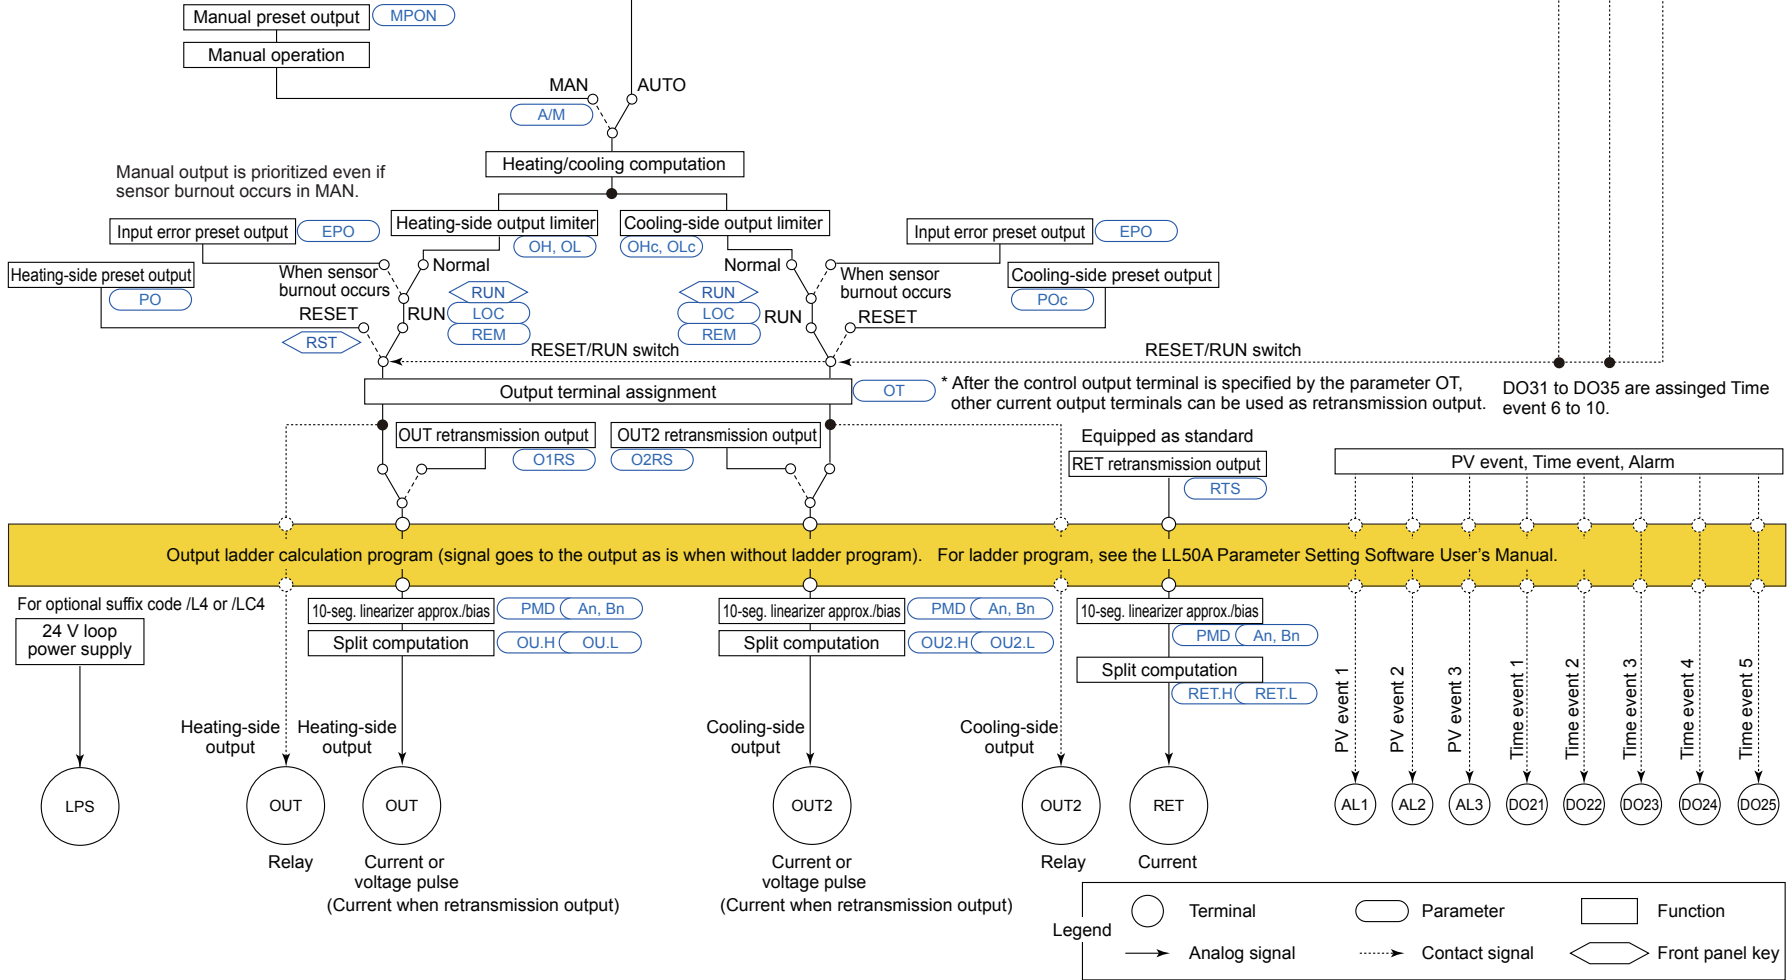 Manual preset output
MPON
Manual operation
MAN
AUTO
A/M
Heating/cooling computation
Manual output is prioritized even if
sensor burnout occurs in MAN.
Heating-side output limiter
Cooling-side output limiter
Input error preset output
EPO
OH, OL
OHc, OLc
Input error preset output
EPO
Heating-side preset output
PO
When sensor
burnout occurs
Normal
Normal
When sensor
burnout occurs
Cooling-side preset output
POc
RESET
RUN
RUN
LOC
REM
RUN
LOC
REM
RUN
RESET
RST
RESET/RUN switch
RESET/RUN switch
Output terminal assignment
OT
* After the control output terminal is specified by the parameter OT,
other current output terminals can be used as retransmission output.
DO31 to DO35 are assinged Time
event 6 to 10.
OUT retransmission output
O1RS
OUT2 retransmission output
O2RS
Equipped as standard
RET retransmission output
RTS
PV event, Time event, Alarm
Output ladder calculation program (signal goes to the output as is when without ladder program). For ladder program, see the LL50A Parameter Setting Software User's Manual.
For optional suffix code /L4 or /LC4
24 V loop
power supply
10-seg. linearizer approx./bias
PMD
An, Bn
Split computation
OU.H
OU.L
10-seg. linearizer approx./bias
PMD
An, Bn
Split computation
OU2.H
OU2.L
10-seg. linearizer approx./bias
PMD
An, Bn
Split computation
RET.H
RET.L
PV event 1
PV event 2
PV event 3
Time event 1
Time event 2
Time event 3
Time event 4
Time event 5
Heating-side
output
Heating-side
output
Cooling-side
output
Cooling-side
output
LPS
OUT
OUT
OUT2
OUT2
RET
AL1
AL2
AL3
DO21
DO22
DO23
DO24
DO25
Relay
Current or
voltage pulse
(Current when retransmission output)
Current or
voltage pulse
(Current when retransmission output)
Relay
Current
Legend
Terminal
Parameter
Function
Analog signal
Contact signal
Front panel key